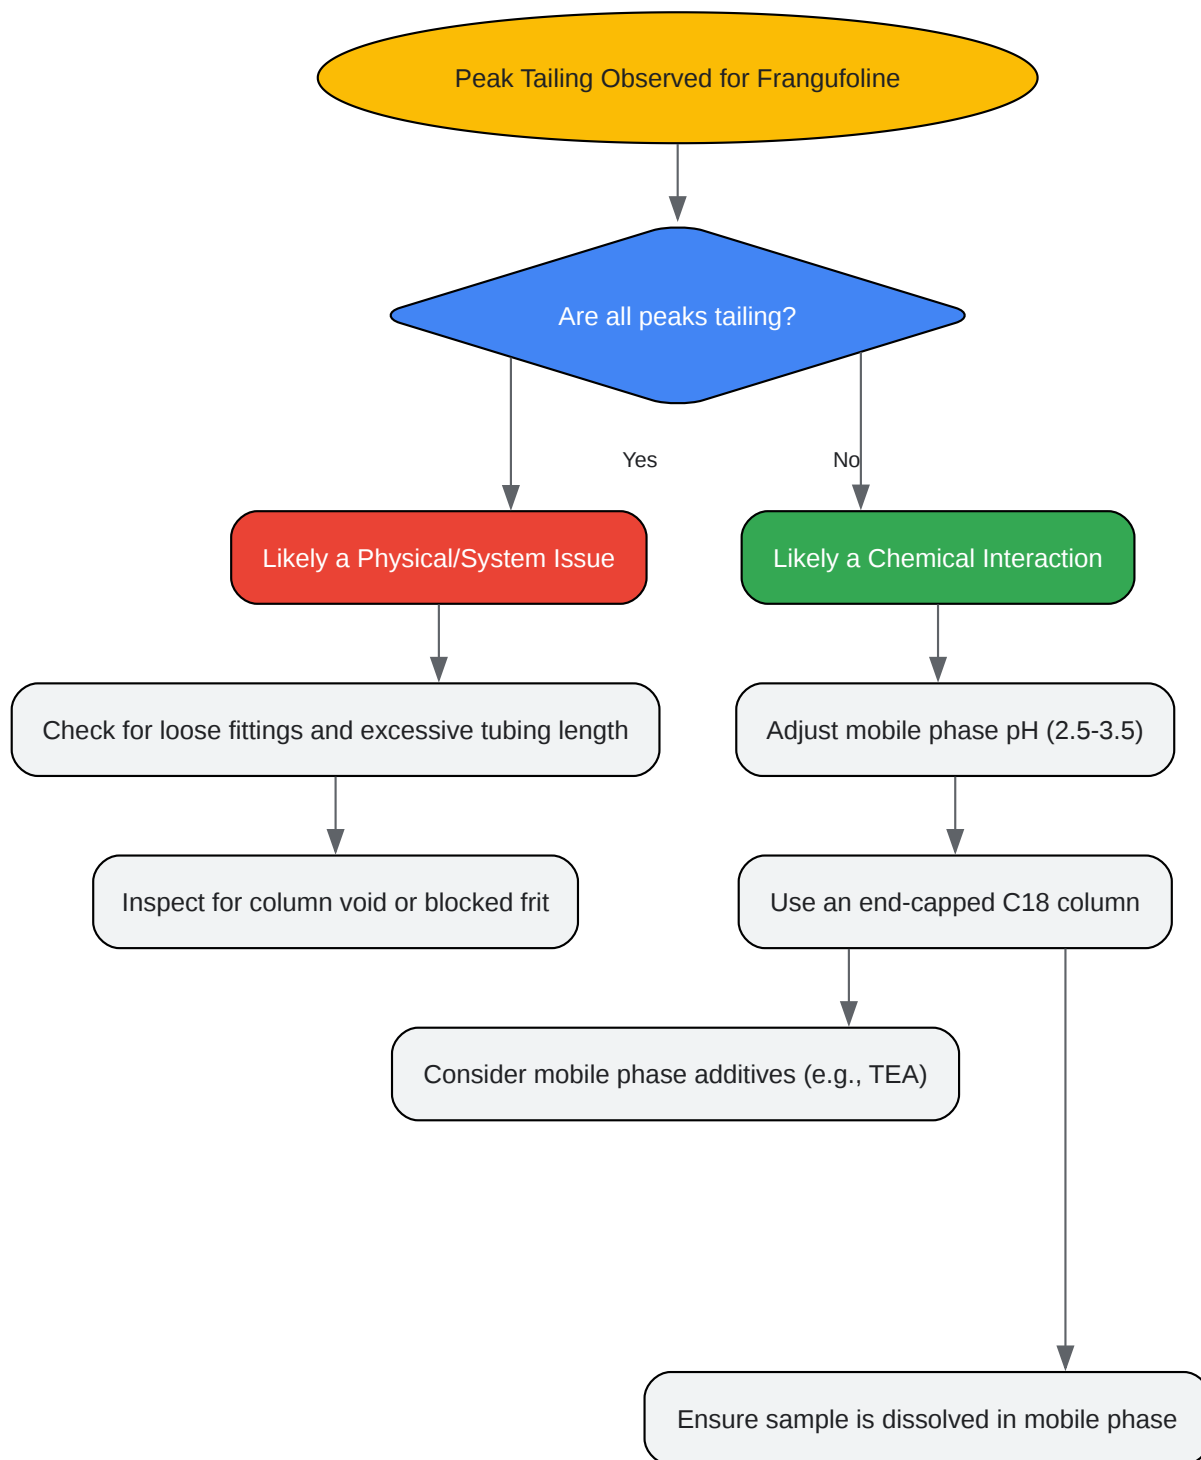 Peak Tailing Observed for Frangufoline
Are all peaks tailing?
Yes
No
Likely a Physical/System Issue
Likely a Chemical Interaction
Check for loose fittings and excessive tubing length
Adjust mobile phase pH (2.5-3.5)
Inspect for column void or blocked frit
Use an end-capped C18 column
Consider mobile phase additives (e.g., TEA)
Ensure sample is dissolved in mobile phase